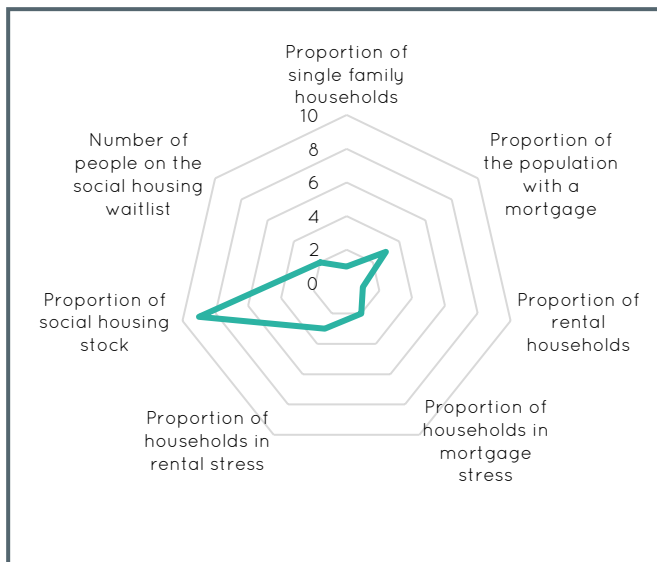 Proportion of
single family
households
10
8
6
4
2
0
Proportion of
the population
with a
mortgage
Proportion of
rental
households
Proportion of
households in
mortgage
stress
Proportion of
households in
rental stress
Proportion of
social housing
stock
Number of
people on the
social housing
waitlist